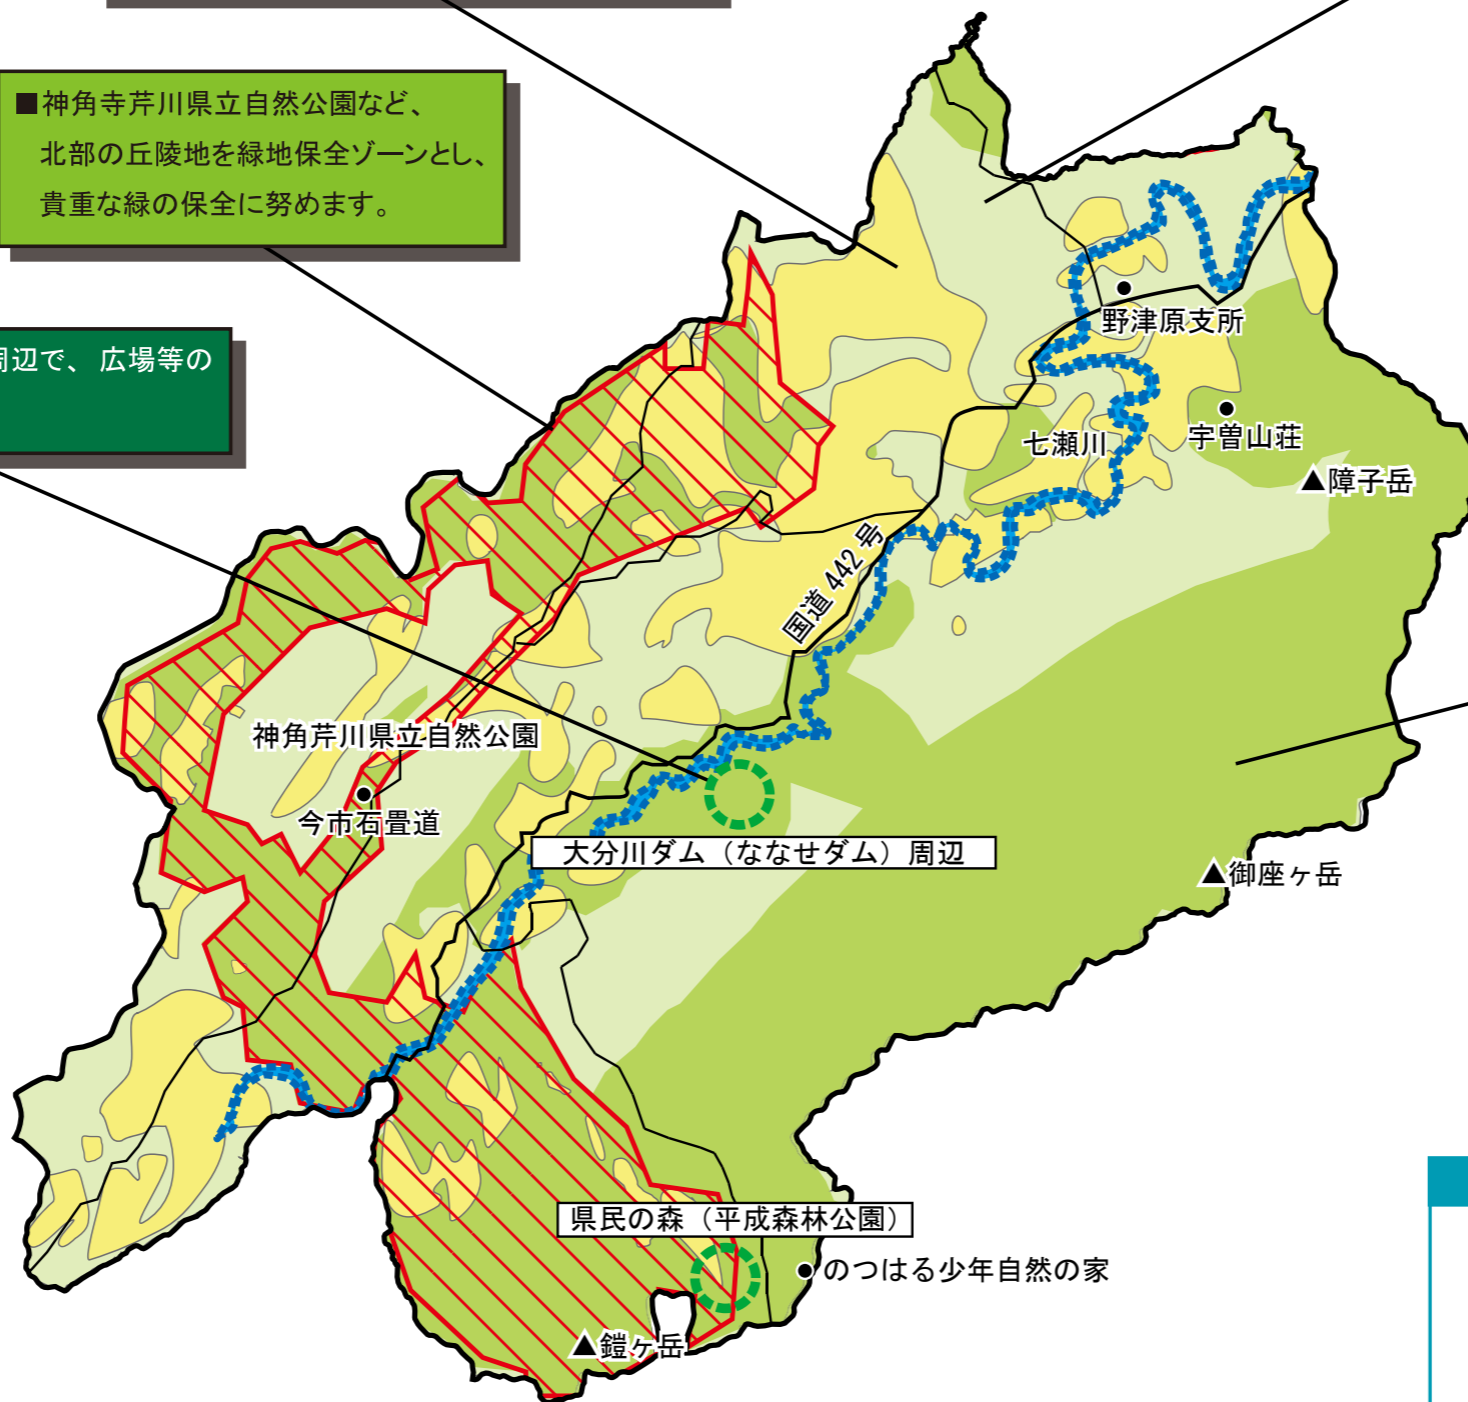 ■神角寺芹川県立自然公園など、
北部の丘陵地を緑地保全ゾーンとし、
貴重な緑の保全に努めます。
周辺で、広場等の
野津原支所
七瀬川
宇曽山荘
▲障子岳
国道442号
神角芹川県立自然公園
今市石畳道
大分川ダム（ななせダム）周辺
▲御座ヶ岳
県民の森（平成森林公園）
のつはる少年自然の家
▲鎧ヶ岳